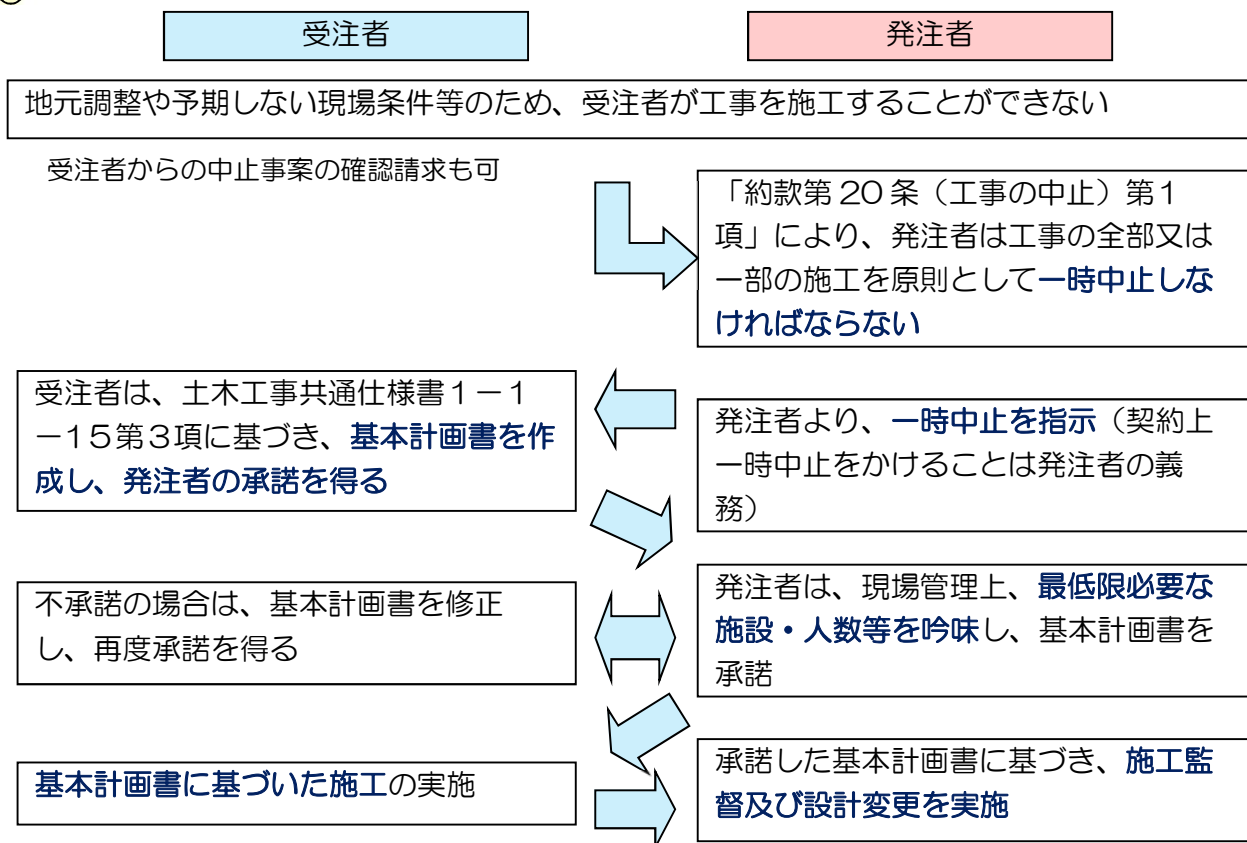 受注者
発注者
地元調整や予期しない現場条件等のため、受注者が工事を施工することができない
受注者からの中止事案の確認請求も可
「約款第20条（工事の中止）第1
項」により、発注者は工事の全部又は
一部の施工を原則として一時中止しな
ければならない
受注者は、土木工事共通仕様書１－１
－１５第３項に基づき、基本計画書を作
成し、発注者の承諾を得る
発注者より、一時中止を指示（契約上
一時中止をかけることは発注者の義
務）
不承諾の場合は、基本計画書を修正
し、再度承諾を得る
発注者は、現場管理上、最低限必要な
施設・人数等を吟味し、基本計画書を
承諾
基本計画書に基づいた施工の実施
承諾した基本計画書に基づき、施工監
督及び設計変更を実施